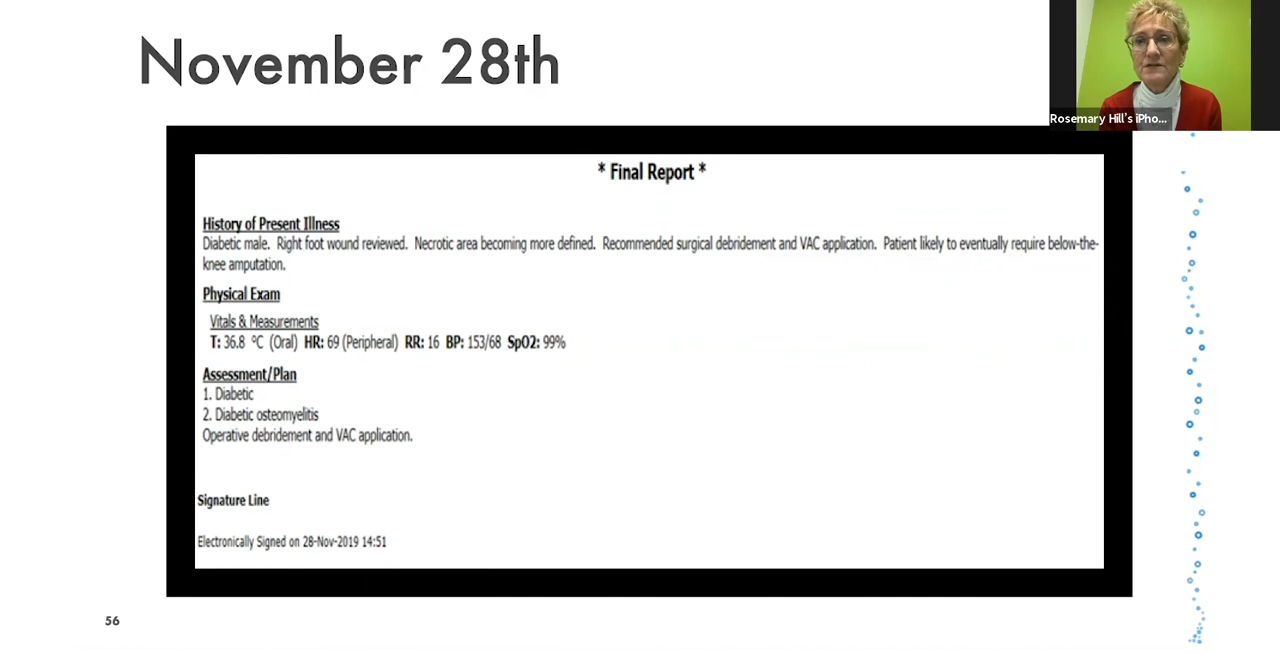 November 28th
Rosemary Hill's iPho...
* Final Report *
History of Present Illness
Diabetic male. Right foot wound reviewed. Necrotic area becoming more defined. Recommended surgical debridement and VAC application. Patient likely to eventually require below-the-
knee amputation.
Physical Exam
Vitals & Measurements
T: 36.8 °C (Oral) HR: 69 (Peripheral) RR: 16 BP: 153/68 SpO2: 99%
Assessment/Plan
1. Diabetic
2. Diabetic osteomyelitis
Operative debridement and VAC application.
Signature Line
Electronically Signed on 28-Nov-2019 14:51
56